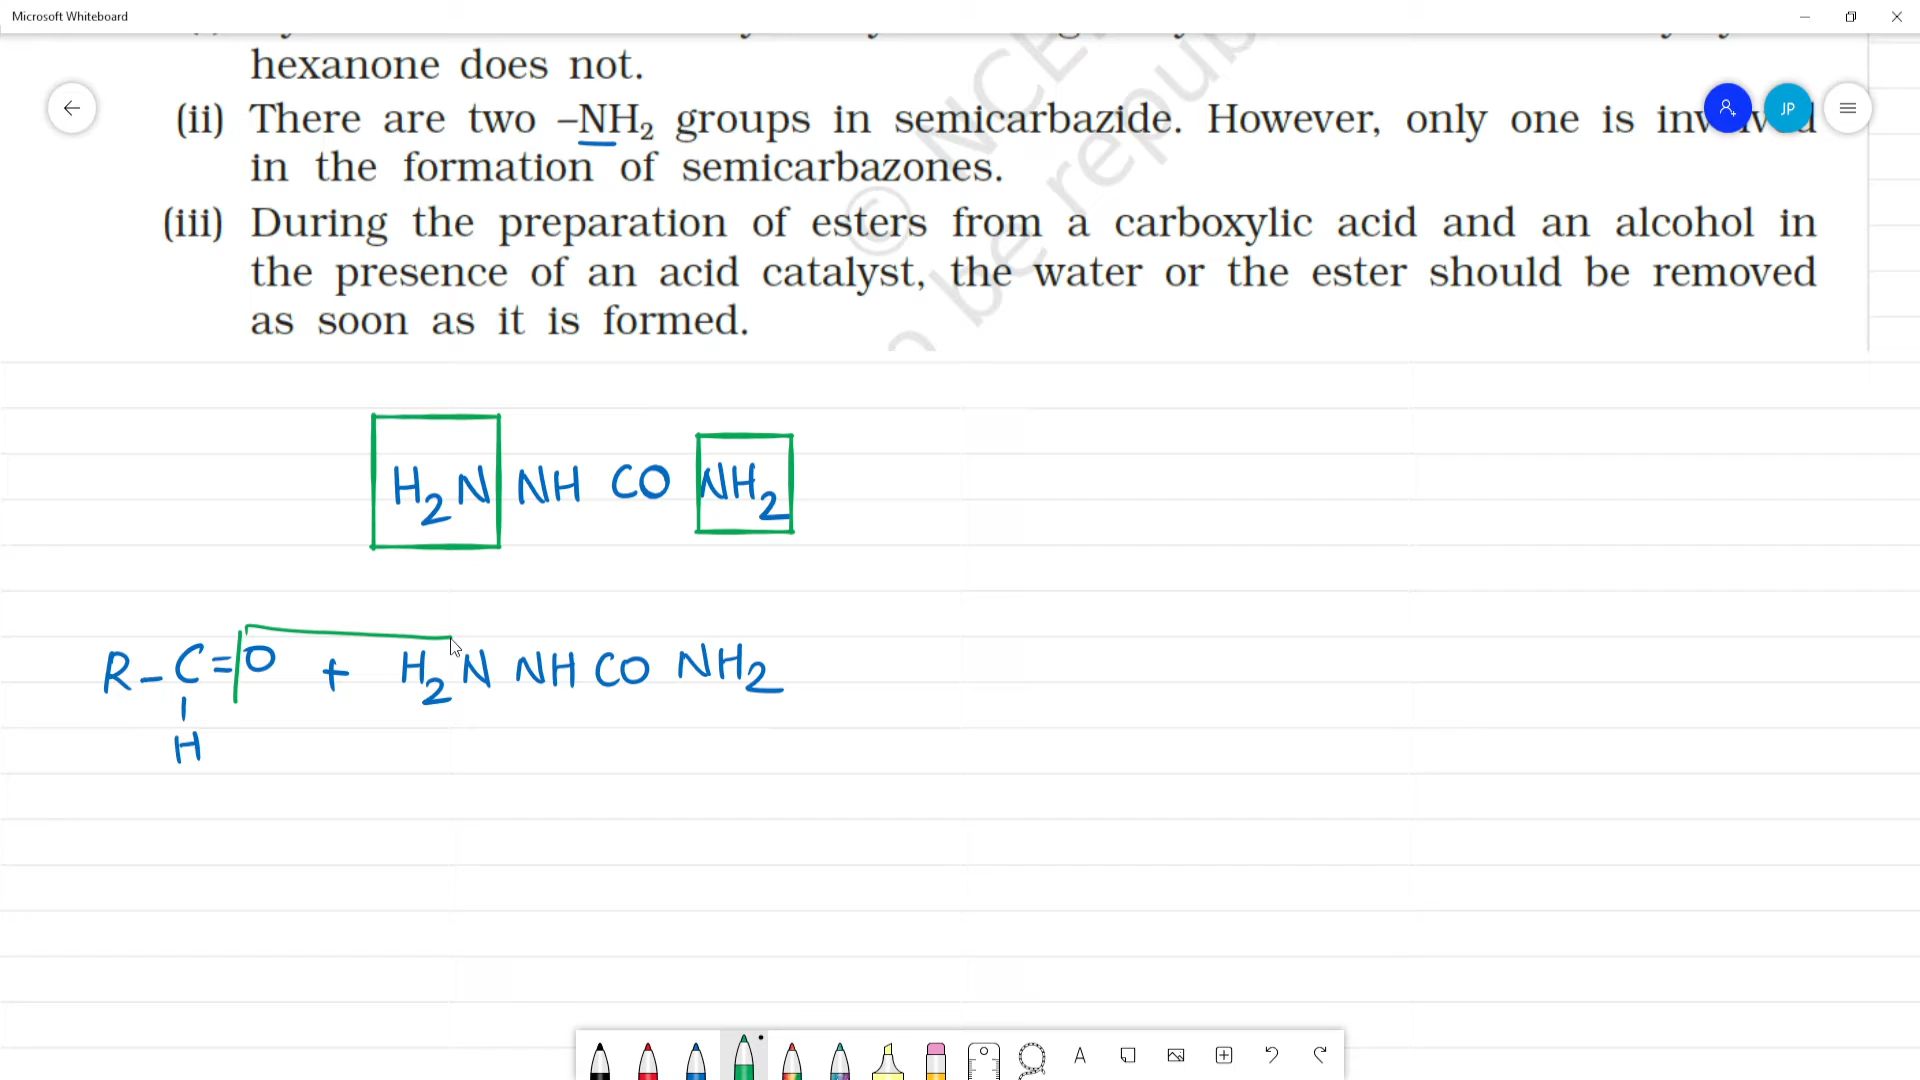 Microsoft Whiteboard
hexanone does not.
(ii) There are two –NH₂ groups in semicarbazide. However, only one is
JP
in the formation of semicarbazones.
(iii) During the preparation of esters from a carboxylic acid and an alcohol in
the presence of an acid catalyst, the water or the ester should be removed
as soon as it is formed.
H₂N NH CO NH₂
R – C = O + H₂N NH CO NH₂
H
A